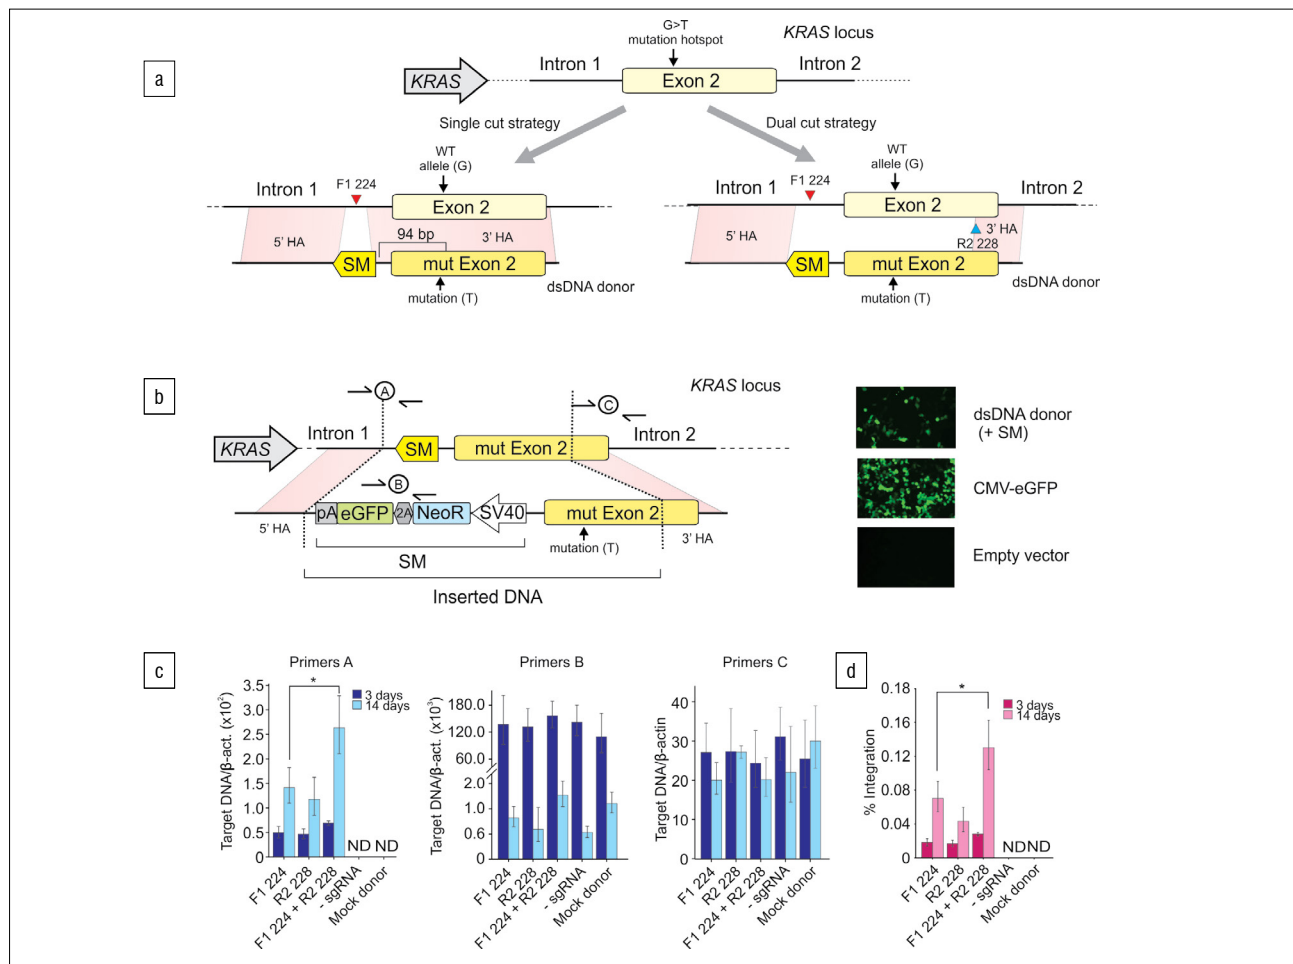 a
G>T
mutation hotspot
KRAS locus
KRAS
Intron 1
Exon 2
Intron 2
Single cut strategy
Dual cut strategy
WT
allele (G)
Intron 1
F1 224
Exon 2
5' HA
94 bp
3' HA
SM
mut Exon 2
mutation (T)
dsDNA donor
WT
allele (G)
Intron 1
F1 224
Intron 2
Exon 2
5' HA
3' HA
R2 228
SM
mut Exon 2
mutation (T)
dsDNA donor
b
A
KRAS locus
C
KRAS
Intron 1
SM
mut Exon 2
Intron 2
B
5' HA
pA eGFP 2A NeoR SV40
mut Exon 2
3' HA
mutation (T)
SM
Inserted DNA
dsDNA donor
(+ SM)
CMV-eGFP
Empty vector
c
Primers A
Target DNA/β-act. (x10²)
3.5
3.0
2.5
2.0
1.5
1.0
0.5
0
*
3 days
14 days
ND ND
F1 224
R2 228
F1 224 + R2 228
- sgRNA
Mock donor
Primers B
Target DNA/β-act. (x10³)
180.0
120.0
60.0
2.0
1.0
0.6
0
F1 224
R2 228
F1 224 + R2 228
- sgRNA
Mock donor
Primers C
Target DNA/β-actin
40
30
20
10
0
F1 224
R2 228
F1 224 + R2 228
- sgRNA
Mock donor
d
% Integration
0.18
0.16
0.12
0.08
0.04
0
*
3 days
14 days
NDND
F1 224
R2 228
F1 224 + R2 228
- sgRNA
Mock donor